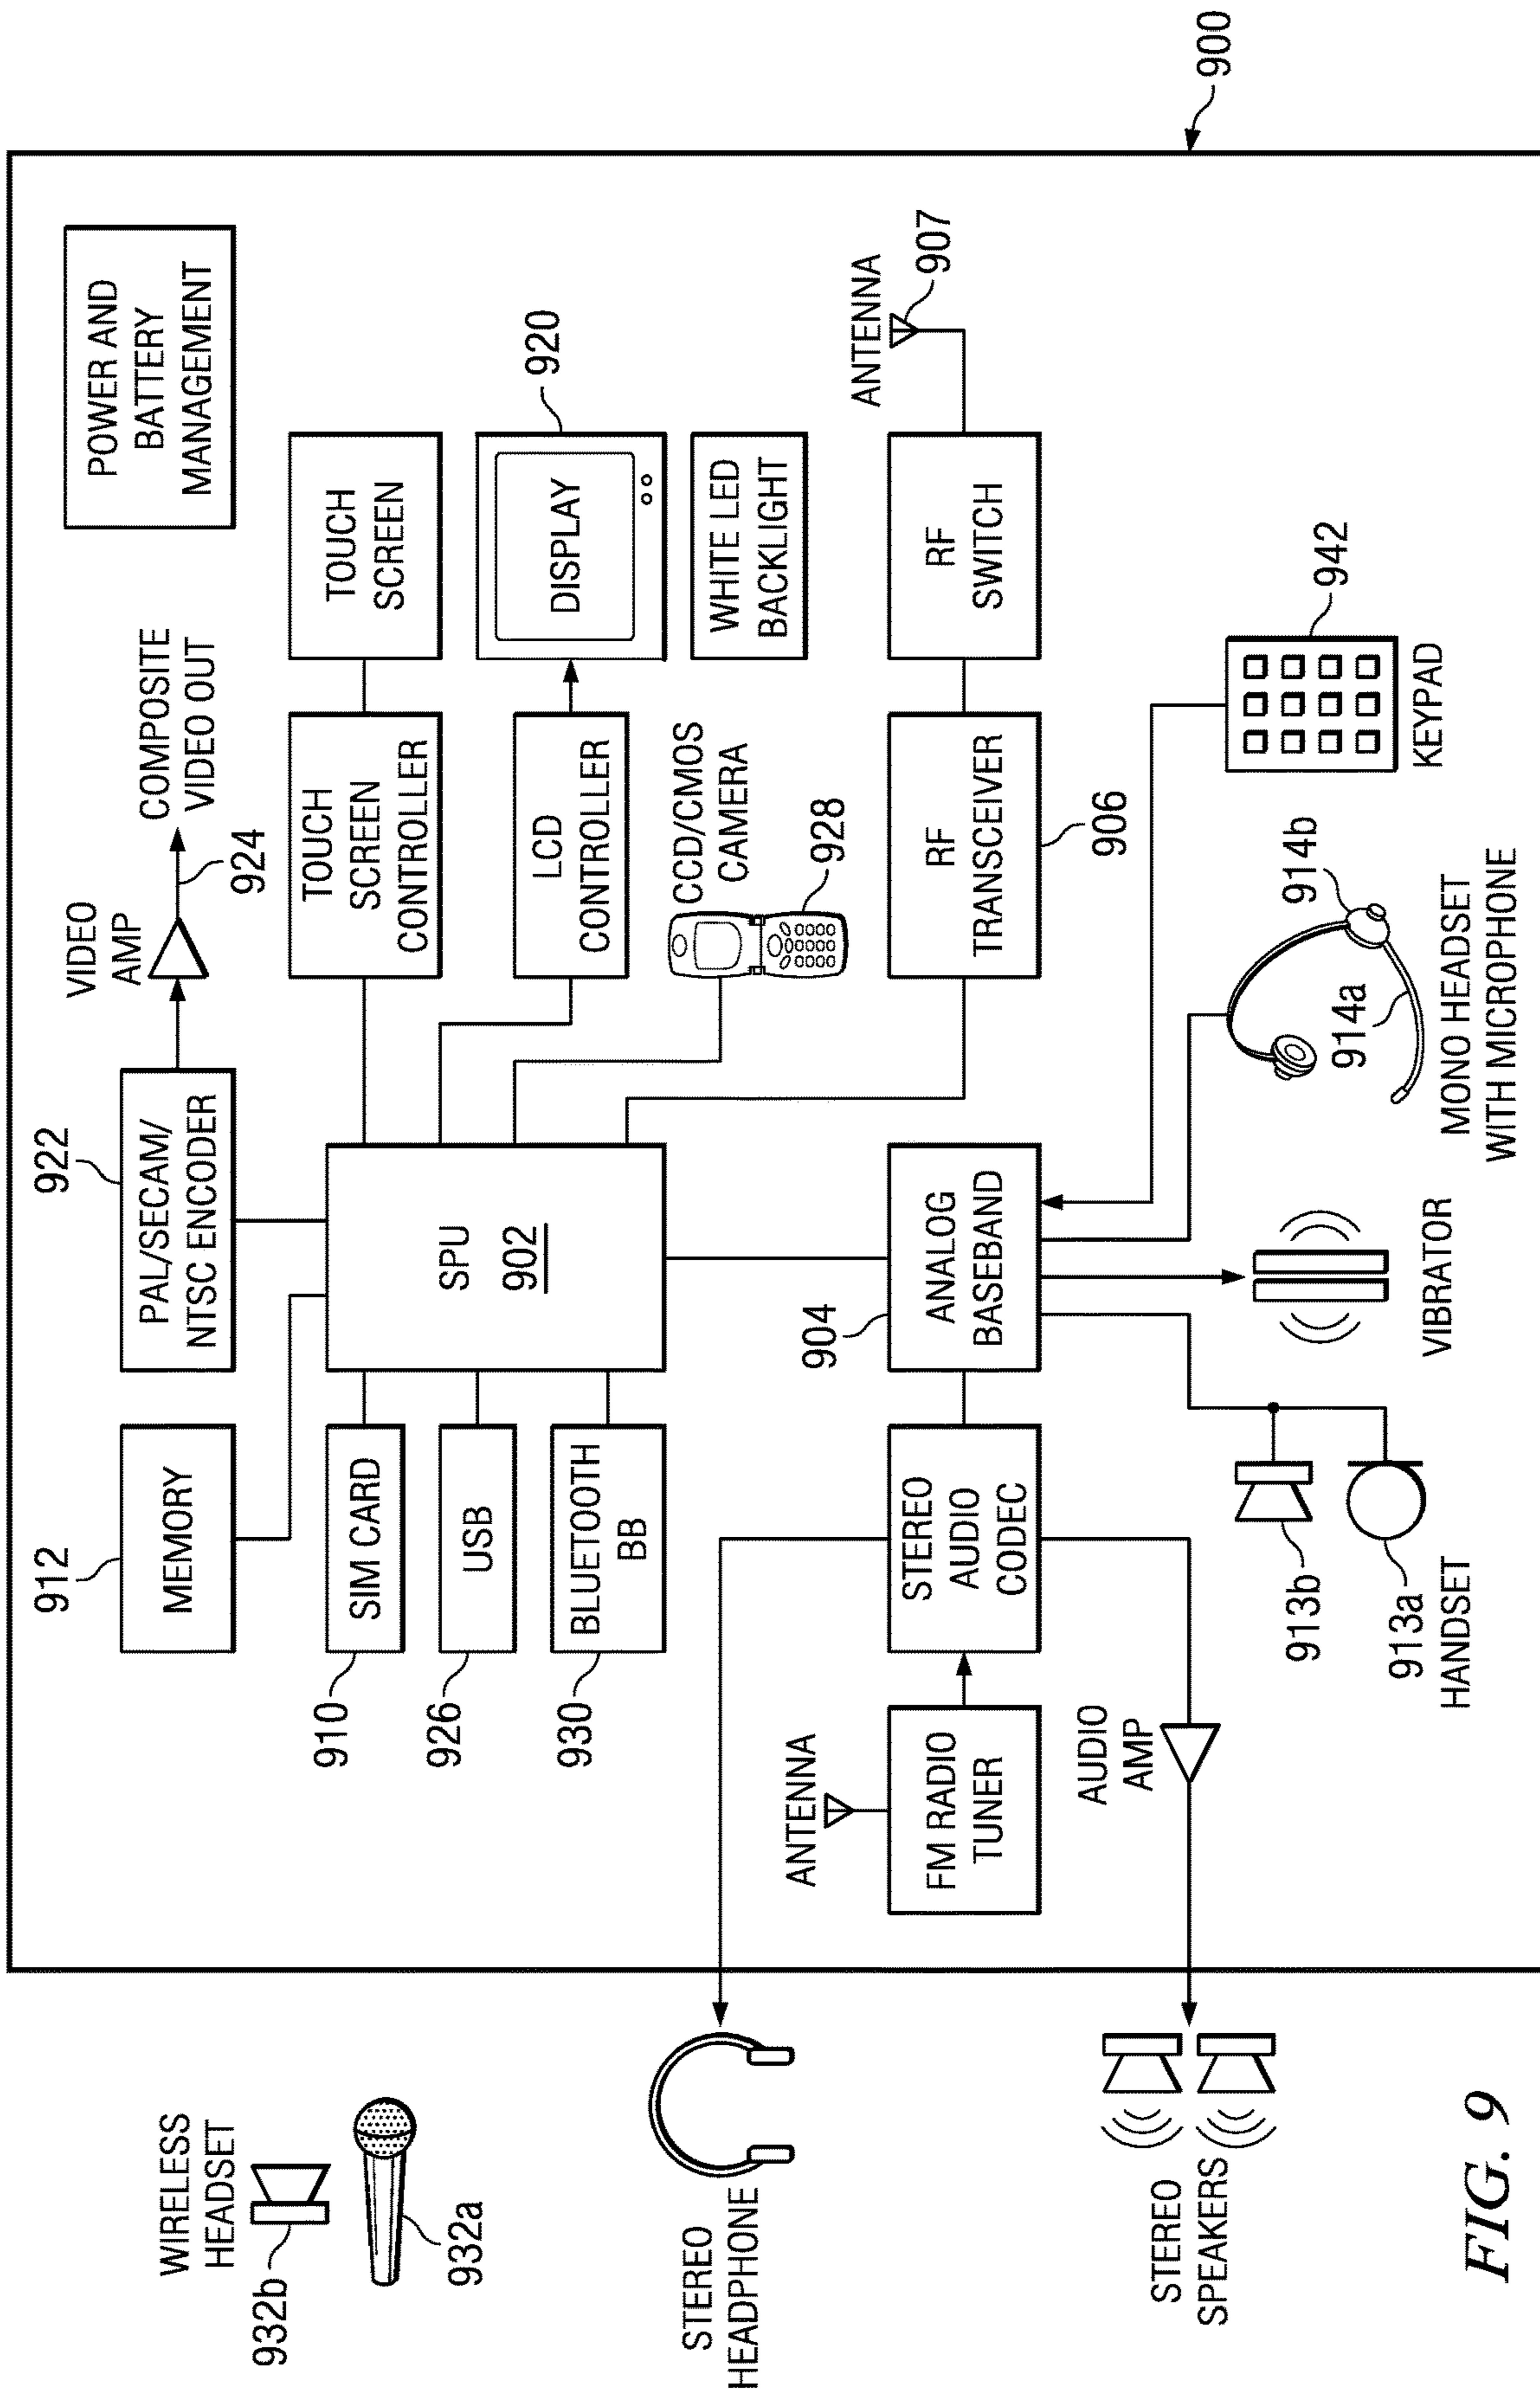 900
POWER AND
BATTERY
MANAGEMENT
COMPOSITE
VIDEO OUT
VIDEO
AMP
924
922
PAL/SECAM/
NTSC ENCODER
912
MEMORY
TOUCH
SCREEN
TOUCH
SCREEN
CONTROLLER
920
DISPLAY
LCD
CONTROLLER
WHITE LED
BACKLIGHT
CCD/CMOS
CAMERA
928
SPU
902
SIM CARD
910
USB
926
BLUETOOTH
BB
930
WIRELESS
HEADSET
932b
932a
ANTENNA
907
RF
SWITCH
RF
TRANSCEIVER
906
904
ANALOG
BASEBAND
STEREO
AUDIO
CODEC
ANTENNA
FM RADIO
TUNER
AUDIO
AMP
STEREO
HEADPHONE
STEREO
SPEAKERS
942
KEYPAD
914b
914a
MONO HEADSET
WITH MICROPHONE
VIBRATOR
913b
913a
HANDSET
FIG. 9